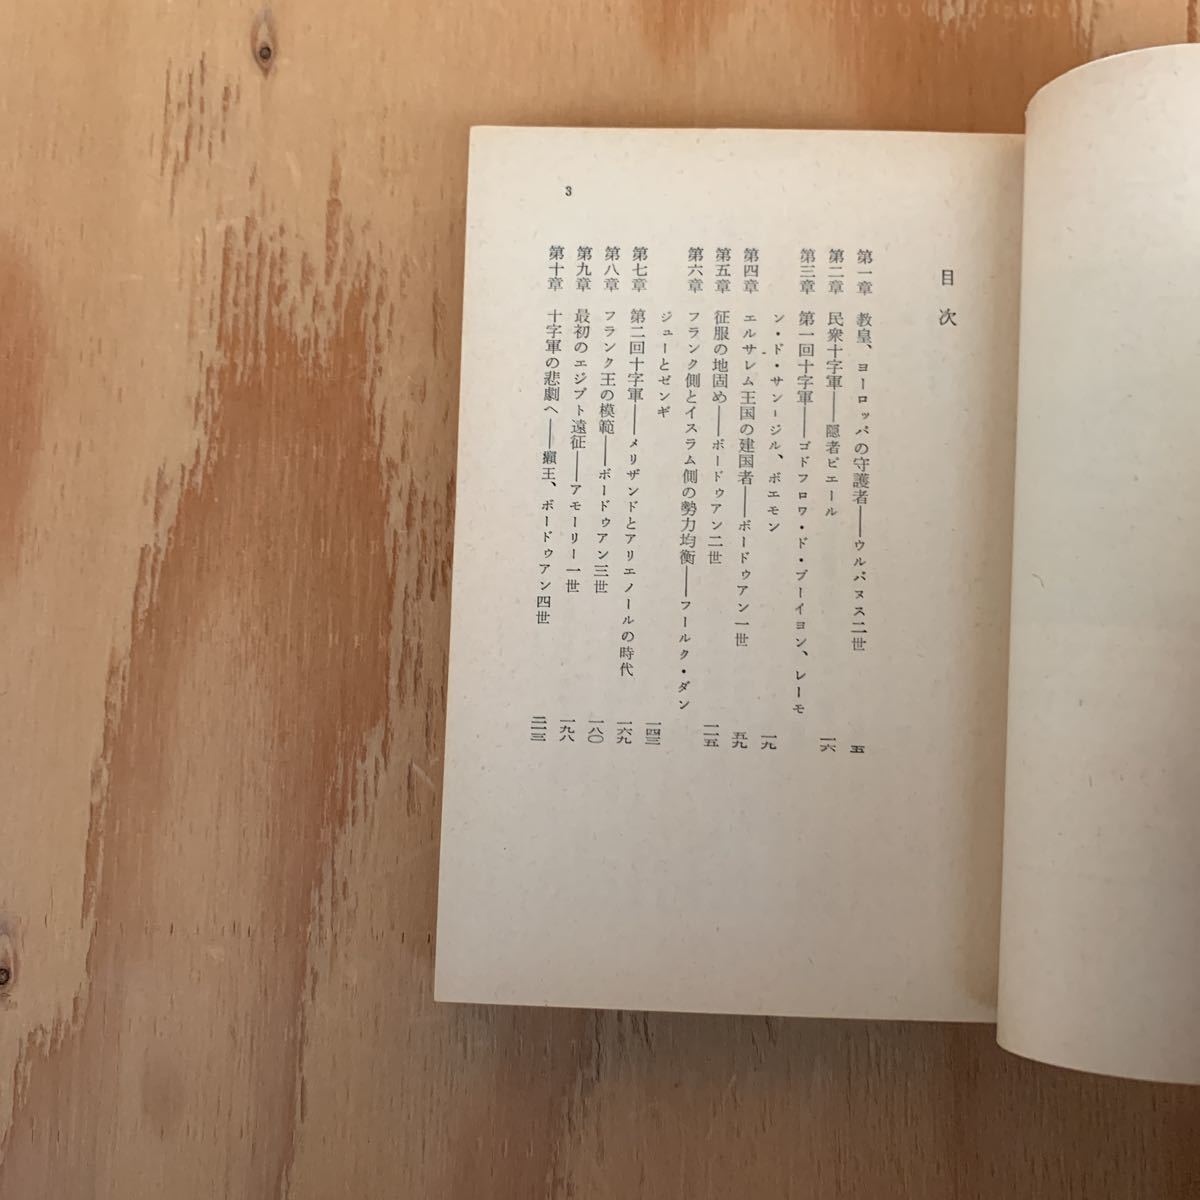 目次
第一章　教皇、ヨーロッパの守護者――ウルバヌス二世　五
第二章　民衆十字軍――隠者ピエール　一六
第三章　第一回十字軍――ゴドフロワ・ド・ブーイヨン、レーモ
ン・ド・サン=ジル、ボエモン　一九
第四章　エルサレム王国の建国者――ボードゥアン一世　五九
第五章　征服の地固め――ボードゥアン二世　一一五
第六章　フランク側とイスラム側の勢力均衡――フールク・ダン
ジューとゼンギ　一四三
第七章　第二回十字軍――メリザンドとアリエノールの時代　一六九
第八章　フランク王の模範――ボードゥアン三世　一八〇
第九章　最初のエジプト遠征――アモーリー一世　一九八
第十章　十字軍の悲劇へ――癩王、ボードゥアン四世　二一三
3